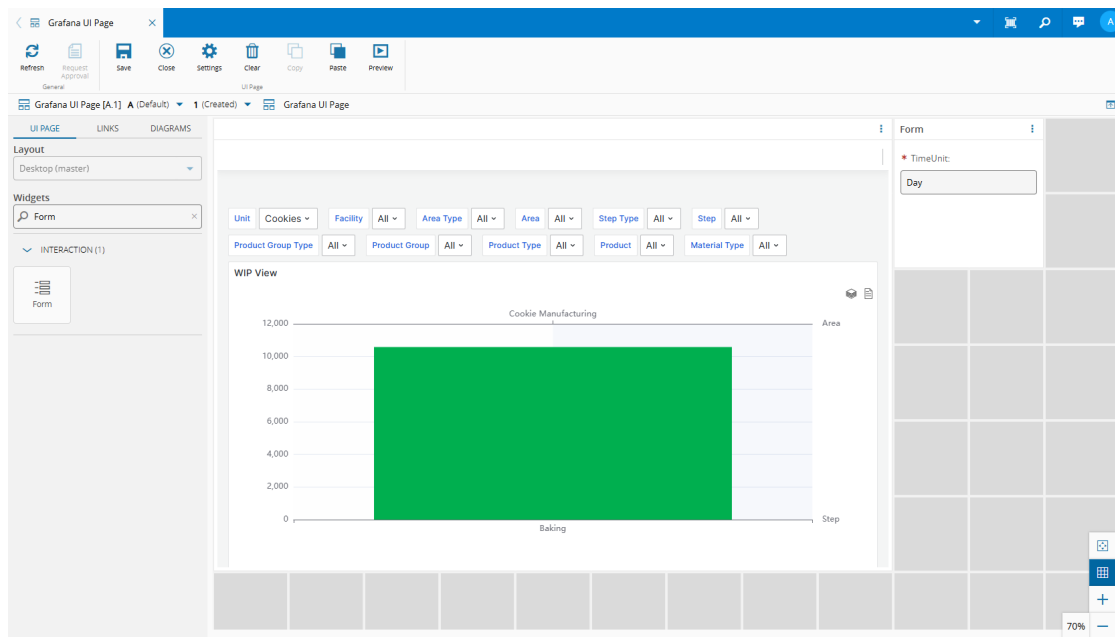 Grafana UI Page
A
Refresh Request Approval Save Close Settings Clear Copy Paste Preview
General UI Page
Grafana UI Page [A.1] A (Default) 1 (Created) Grafana UI Page
UI PAGE LINKS DIAGRAMS
Layout
Desktop (master)
Widgets
Form
INTERACTION (1)
Form
Unit Cookies Facility All Area Type All Area All Step Type All Step All
Product Group Type All Product Group All Product Type All Product All Material Type All
WIP View
Cookie Manufacturing
12,000 Area
10,000
8,000
6,000
4,000
2,000
0 Step
Baking
Form
* TimeUnit:
Day
70%